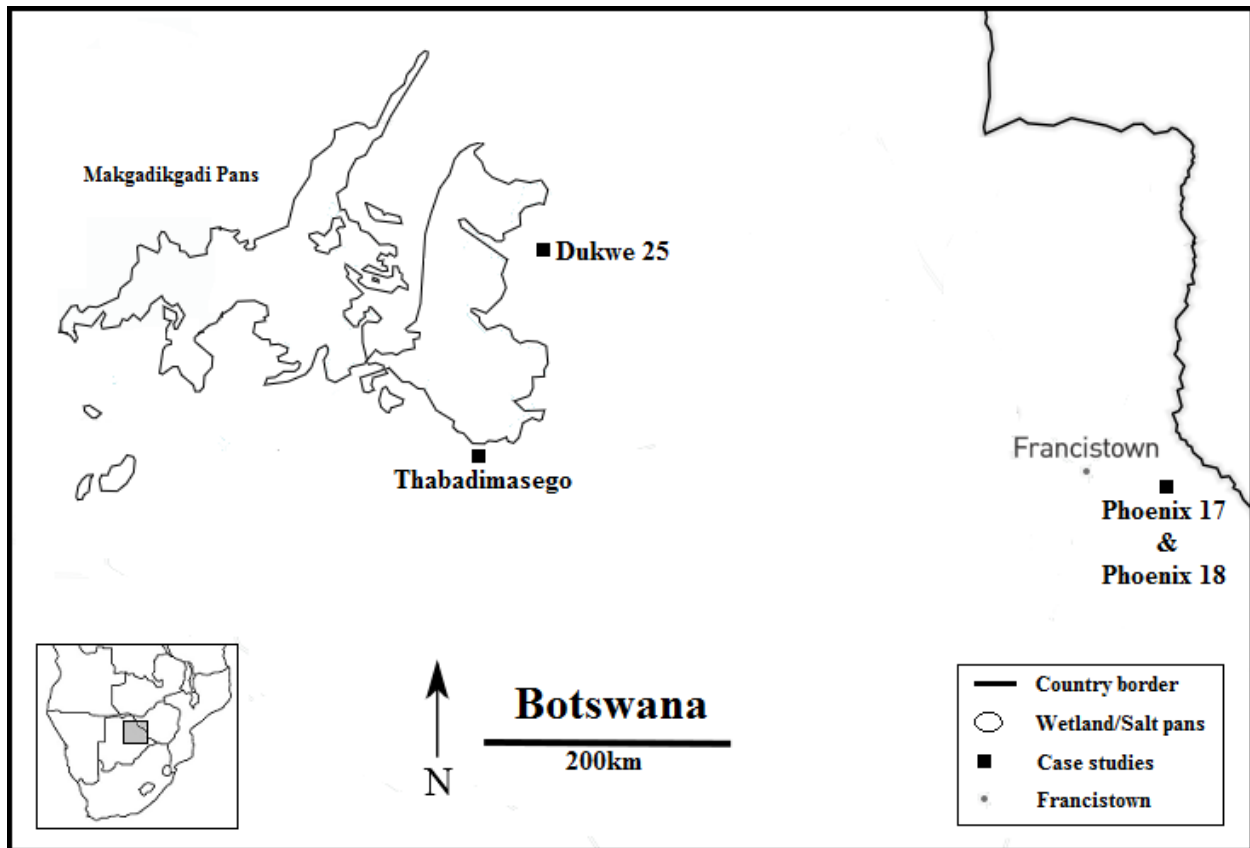 Makgadikgadi Pans
Dukwe 25
Thabadimasego
Francistown
Phoenix 17
&
Phoenix 18
N
Botswana
200km
Country border
Wetland/Salt pans
Case studies
Francistown